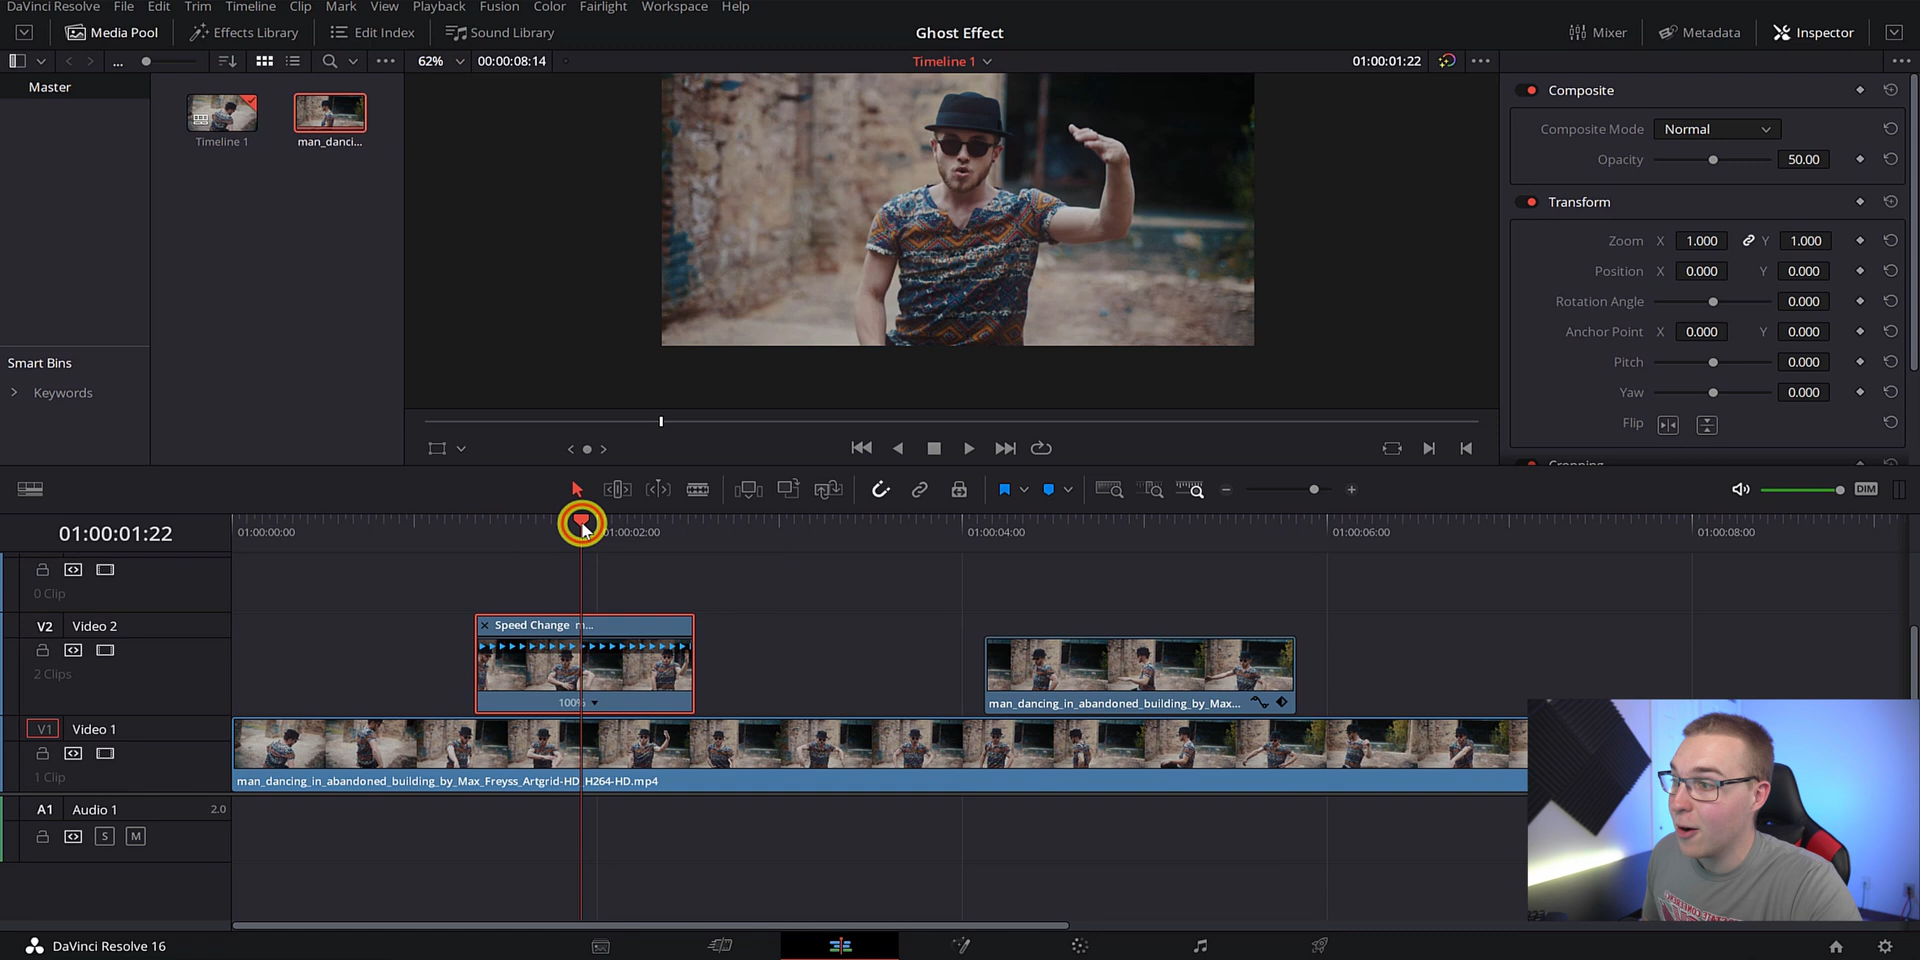 DaVinci Resolve File Edit Trim Timeline Clip Mark View Playback Fusion Color Fairlight Workspace Help
Media Pool Effects Library Edit Index Sound Library Ghost Effect Mixer Metadata Inspector
... 62% 00:00:08:14 Timeline 1 01:00:01:22
Master
Timeline 1 man_danci...
Smart Bins
Keywords
Composite
Composite Mode Normal
Opacity 50.00
Transform
Zoom X 1.000 Y 1.000
Position X 0.000 Y 0.000
Rotation Angle 0.000
Anchor Point X 0.000 Y 0.000
Pitch 0.000
Yaw 0.000
Flip
Cropping
DIM
01:00:01:22 01:00:00:00 01:00:02:00 01:00:04:00 01:00:06:00 01:00:08:00
0 Clip
V2 Video 2
2 Clips
Speed Change m...
100%
man_dancing_in_abandoned_building_by_Max...
V1 Video 1
1 Clip
man_dancing_in_abandoned_building_by_Max_Freyss_Artgrid-HD_H264-HD.mp4
A1 Audio 1 2.0
S M
DaVinci Resolve 16